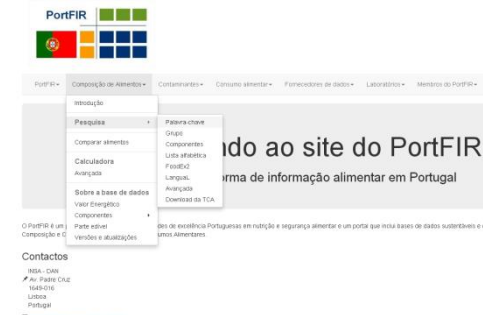 PortFIR
PortFIR Composição de Alimentos Contaminantes Consumo alimentar Fornecedores de dados Laboratórios Membros do PortFIR
Introdução
Pesquisa
Palavra-chave
Grupo
Componentes
Lista alfabética
FoodEx2
LanguaL
Avançada
Download da TCA
Comparar alimentos
Calculadora
Avançada
Sobre a base de dados
Valor Energético
Componentes
Parte edível
Versões e atualizações
ndo ao site do PortFIR
rma de informação alimentar em Portugal
O PortFIR é um des de excelência Portuguesas em nutrição e segurança alimentar e um portal que inclui bases de dados sustentáveis e
Composição e C umos Alimentares
Contactos
INSA - DAN
Av. Padre Cruz
1649-016
Lisboa
Portugal